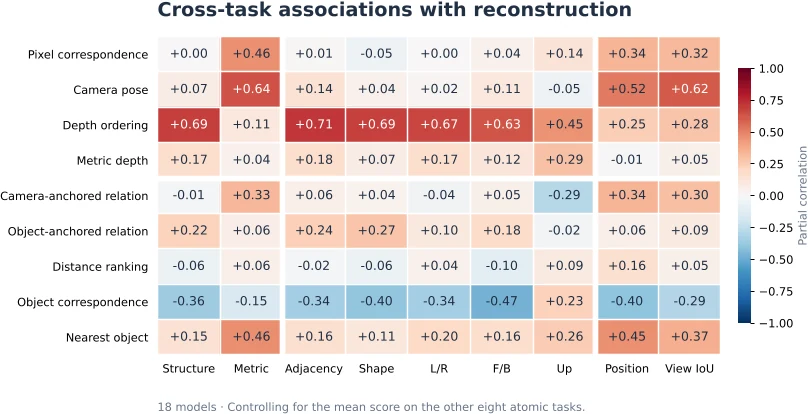 Cross-task associations with reconstruction
Pixel correspondence +0.00 +0.46 +0.01 -0.05 +0.00 +0.04 +0.14 +0.34 +0.32
Camera pose +0.07 +0.64 +0.14 +0.04 +0.02 +0.11 -0.05 +0.52 +0.62
Depth ordering +0.69 +0.11 +0.71 +0.69 +0.67 +0.63 +0.45 +0.25 +0.28
Metric depth +0.17 +0.04 +0.18 +0.07 +0.17 +0.12 +0.29 -0.01 +0.05
Camera-anchored relation -0.01 +0.33 +0.06 +0.04 -0.04 +0.05 -0.29 +0.34 +0.30
Object-anchored relation +0.22 +0.06 +0.24 +0.27 +0.10 +0.18 -0.02 +0.06 +0.09
Distance ranking -0.06 +0.06 -0.02 -0.06 +0.04 -0.10 +0.09 +0.16 +0.05
Object correspondence -0.36 -0.15 -0.34 -0.40 -0.34 -0.47 +0.23 -0.40 -0.29
Nearest object +0.15 +0.46 +0.16 +0.11 +0.20 +0.16 +0.26 +0.45 +0.37
Structure Metric Adjacency Shape L/R F/B Up Position View IoU
1.00
0.75
0.50
0.25
0.00
−0.25
−0.50
−0.75
−1.00
Partial correlation
18 models · Controlling for the mean score on the other eight atomic tasks.